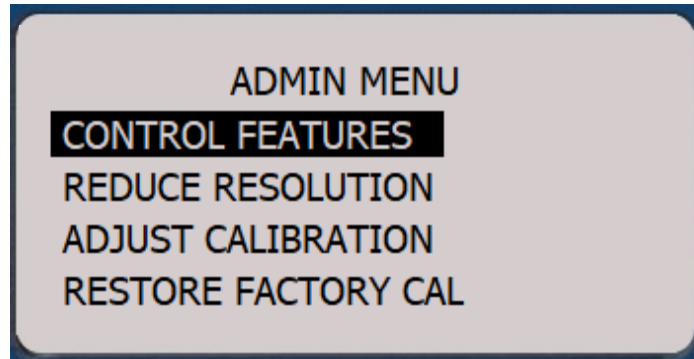 ADMIN MENU
CONTROL FEATURES
REDUCE RESOLUTION
ADJUST CALIBRATION
RESTORE FACTORY CAL